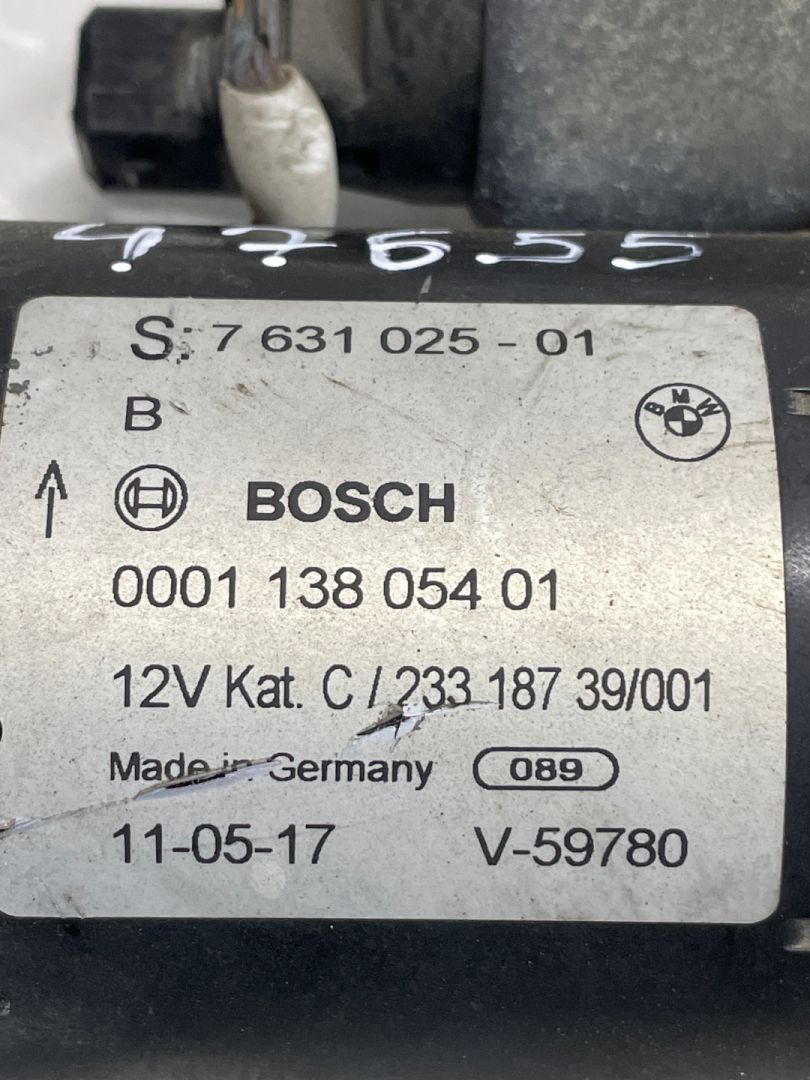 47655
S: 7 631 025 - 01
B
BMW
BOSCH
0001 138 054 01
12V Kat. C / 233 187 39/001
Made in Germany 089
11-05-17 V-59780